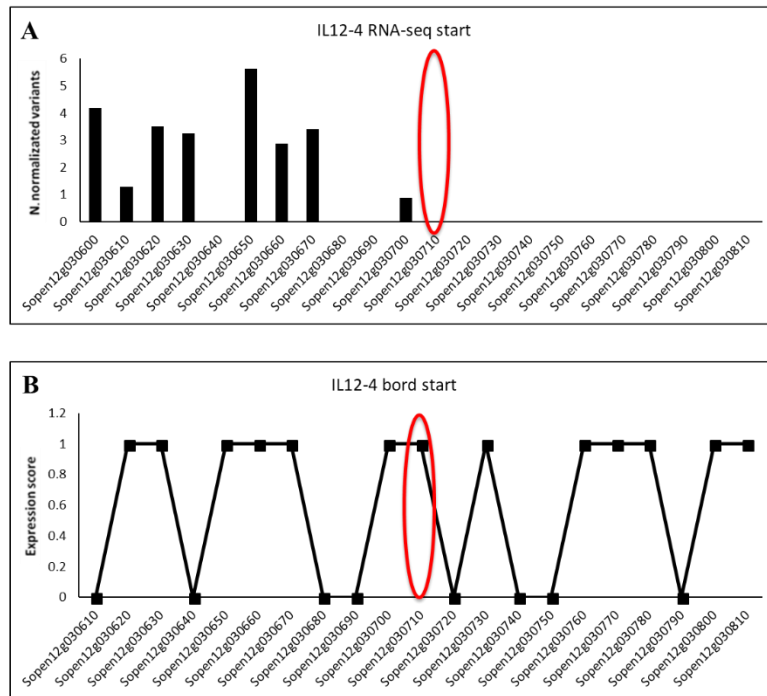 A
IL12-4 RNA-seq start
N. normalizated variants
6
5
4
3
2
1
0
Sopen12g030600
Sopen12g030610
Sopen12g030620
Sopen12g030630
Sopen12g030640
Sopen12g030650
Sopen12g030660
Sopen12g030670
Sopen12g030680
Sopen12g030690
Sopen12g030700
Sopen12g030710
Sopen12g030720
Sopen12g030730
Sopen12g030740
Sopen12g030750
Sopen12g030760
Sopen12g030770
Sopen12g030780
Sopen12g030790
Sopen12g030800
Sopen12g030810
B
IL12-4 bord start
Expression score
1.2
1
0.8
0.6
0.4
0.2
0
Sopen12g030610
Sopen12g030620
Sopen12g030630
Sopen12g030640
Sopen12g030650
Sopen12g030660
Sopen12g030670
Sopen12g030680
Sopen12g030690
Sopen12g030700
Sopen12g030710
Sopen12g030720
Sopen12g030730
Sopen12g030740
Sopen12g030750
Sopen12g030760
Sopen12g030770
Sopen12g030780
Sopen12g030790
Sopen12g030800
Sopen12g030810